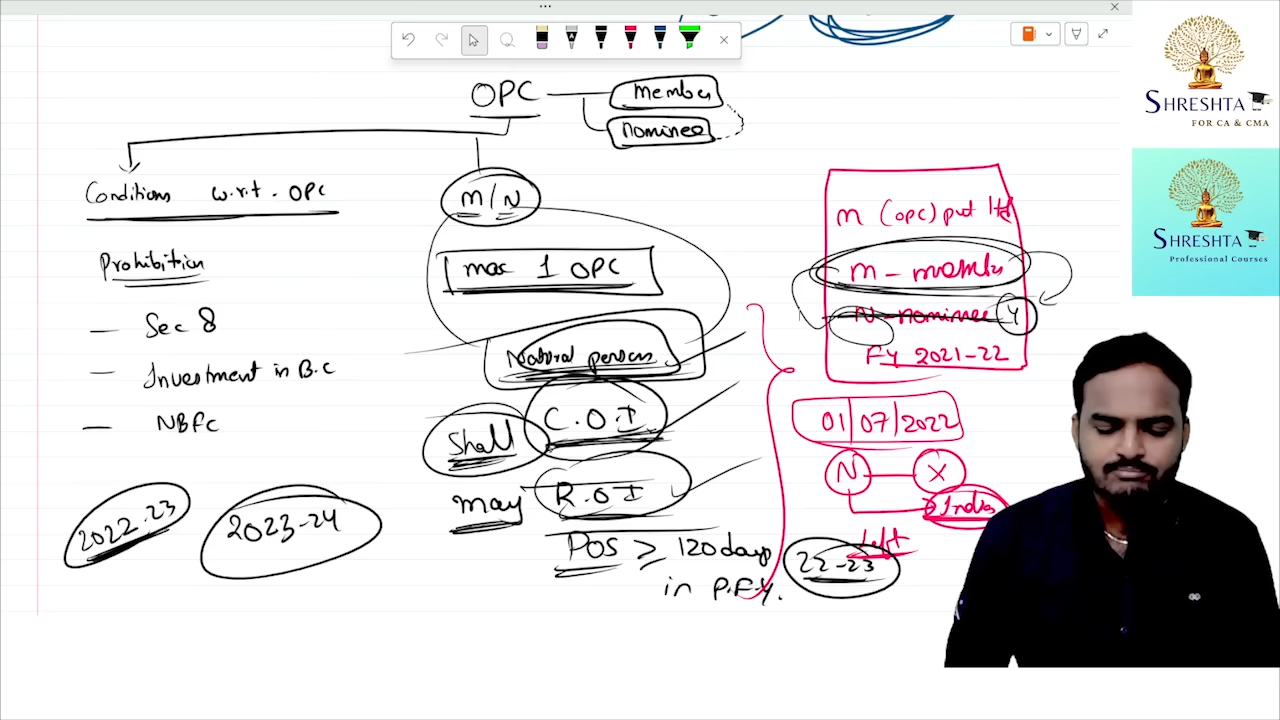 OPC
member
nominee
Conditions w.r.t. OPC
Prohibition
— Sec 8
— Investment in B.C
— NBFC
2022-23
2023-24
M/N
max 1 OPC
Natural person
Shall C.O.I
may R.O.I
POS ≥ 120 days
in P.F.Y.
m (opc) pvt ltd
m - member
N - nominee Y
FY 2021-22
01/07/2022
N X
India
left
22-23
SHRESHTA
FOR CA & CMA
SHRESHTA
Professional Courses